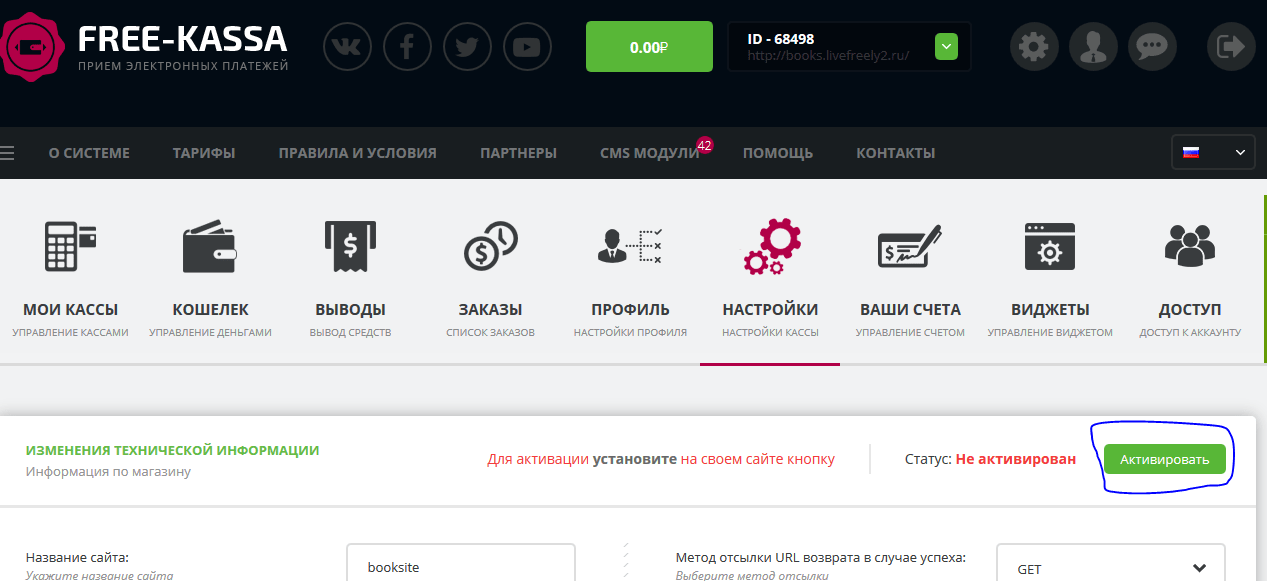 FREE-KASSA
ПРИЕМ ЭЛЕКТРОННЫХ ПЛАТЕЖЕЙ
0.00₽
ID - 68498
http://books.livefreely2.ru/
О СИСТЕМЕ ТАРИФЫ ПРАВИЛА И УСЛОВИЯ ПАРТНЕРЫ CMS МОДУЛИ 42 ПОМОЩЬ КОНТАКТЫ
МОИ КАССЫ КОШЕЛЕК ВЫВОДЫ ЗАКАЗЫ ПРОФИЛЬ НАСТРОЙКИ ВАШИ СЧЕТА ВИДЖЕТЫ ДОСТУП
УПРАВЛЕНИЕ КАССАМИ УПРАВЛЕНИЕ ДЕНЬГАМИ ВЫВОД СРЕДСТВ СПИСОК ЗАКАЗОВ НАСТРОЙКИ ПРОФИЛЯ НАСТРОЙКИ КАССЫ УПРАВЛЕНИЕ СЧЕТОМ УПРАВЛЕНИЕ ВИДЖЕТОМ ДОСТУП К АККАУНТУ
ИЗМЕНЕНИЯ ТЕХНИЧЕСКОЙ ИНФОРМАЦИИ
Информация по магазину
Для активации установите на своем сайте кнопку
Статус: Не активирован
Активировать
Название сайта:
Укажите название сайта
booksite
Метод отсылки URL возврата в случае успеха:
Выберите метод отсылки
GET